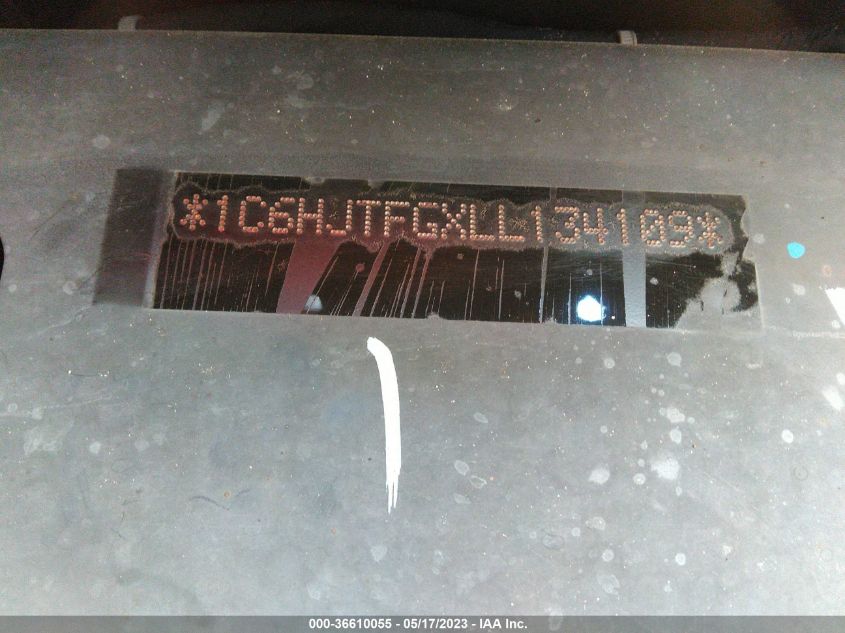 *1C6HJTFGXLL134109*
000-36610055 - 05/17/2023 - IAA Inc.